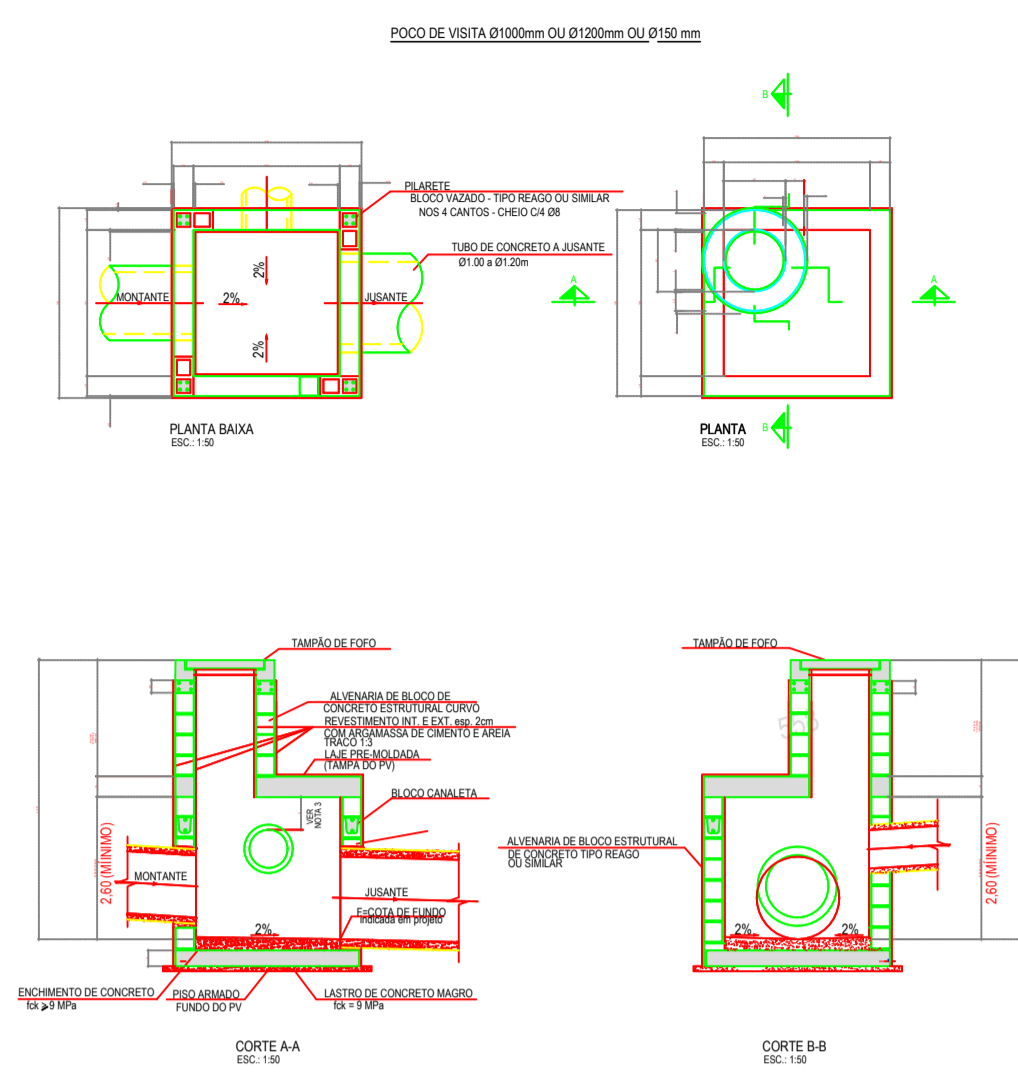 POCO DE VISITA Ø1000mm OU Ø1200mm OU Ø150 mm
B
PILARETE
BLOCO VAZADO - TIPO REAGO OU SIMILAR
NOS 4 CANTOS - CHEIO C/4 Ø8
TUBO DE CONCRETO A JUSANTE
Ø1.00 a Ø1.20m
MONTANTE
2%
2%
2%
JUSANTE
A
A
PLANTA BAIXA
ESC.: 1:50
PLANTA
ESC.: 1:50
B
TAMPÃO DE FOFO
ALVENARIA DE BLOCO DE
CONCRETO ESTRUTURAL CURVO
REVESTIMENTO INT. E EXT. esp. 2cm
COM ARGAMASSA DE CIMENTO E AREIA
TRACO 1:3
LAJE PRE-MOLDADA
(TAMPA DO PV)
BLOCO CANALETA
VER
NOTA 3
2,60 (MIÍNIMO)
MONTANTE
JUSANTE
F=COTA DE FUNDO
Indicada em projeto
2%
ENCHIMENTO DE CONCRETO
fck ⩾ 9 MPa
PISO ARMADO
FUNDO DO PV
LASTRO DE CONCRETO MAGRO
fck = 9 MPa
CORTE A-A
ESC.: 1:50
TAMPÃO DE FOFO
ALVENARIA DE BLOCO ESTRUTURAL
DE CONCRETO TIPO REAGO
OU SIMILAR
2%
2%
2,60 (MIÍNIMO)
CORTE B-B
ESC.: 1:50